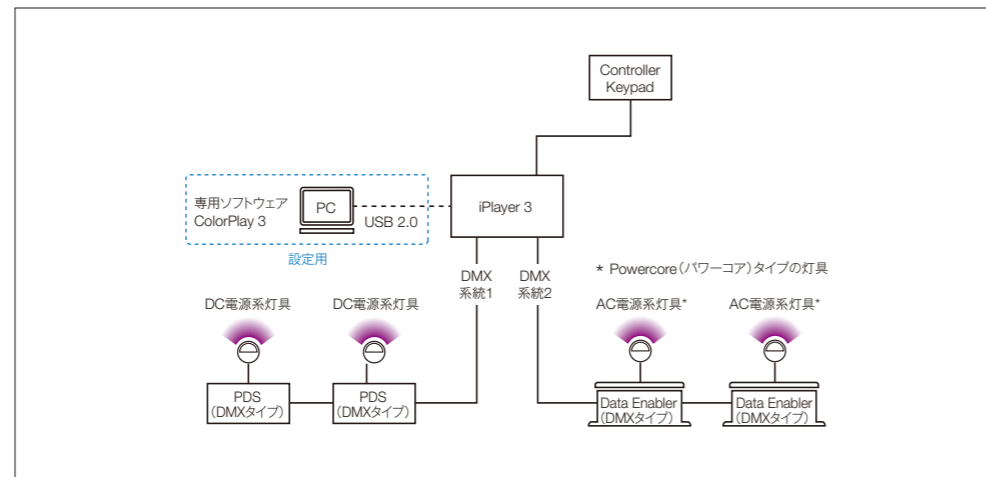 Controller
Keypad
専用ソフトウェア
ColorPlay 3
PC
USB 2.0
iPlayer 3
設定用
DMX
系統1
DMX
系統2
* Powercore(パワーコア)タイプの灯具
DC電源系灯具
DC電源系灯具
AC電源系灯具*
AC電源系灯具*
PDS
(DMXタイプ)
PDS
(DMXタイプ)
Data Enabler
(DMXタイプ)
Data Enabler
(DMXタイプ)